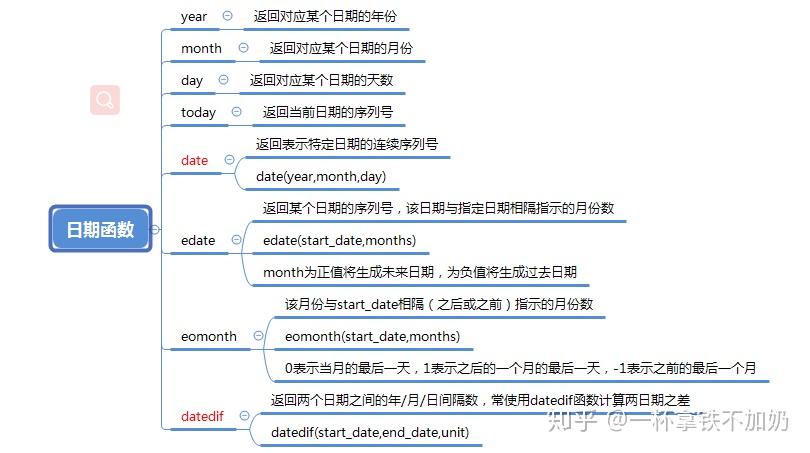 year
返回对应某个日期的年份
month
返回对应某个日期的月份
day
返回对应某个日期的天数
today
返回当前日期的序列号
date
返回表示特定日期的连续序列号
date(year,month,day)
日期函数
edate
返回某个日期的序列号，该日期与指定日期相隔指示的月份数
edate(start_date,months)
month为正值将生成未来日期，为负值将生成过去日期
eomonth
该月份与start_date相隔（之后或之前）指示的月份数
eomonth(start_date,months)
0表示当月的最后一天，1表示之后的一个月的最后一天，-1表示之前的最后一个月
datedif
返回两个日期之间的年/月/日间隔数，常使用datedif函数计算两日期之差
datedif(start_date,end_date,unit)
知乎 @一杯拿铁不加奶